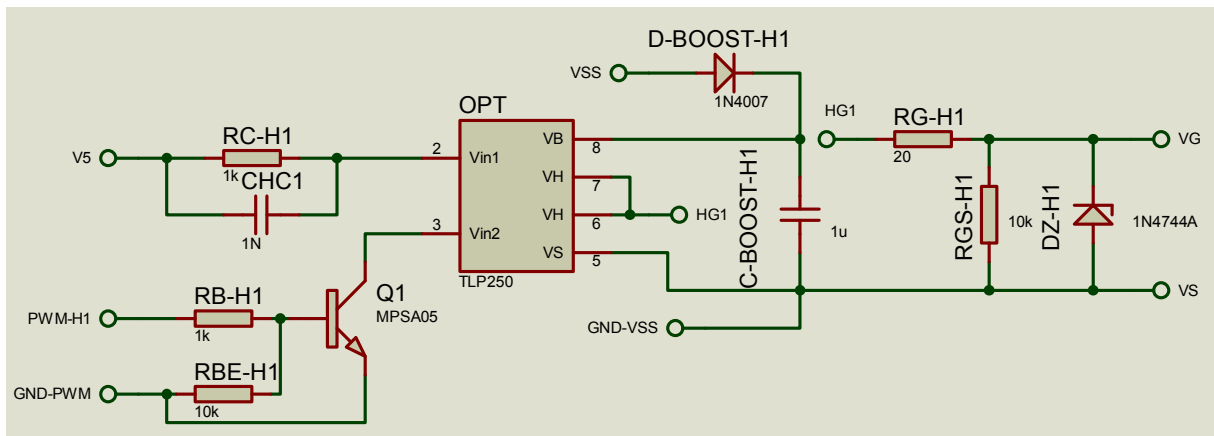 D-BOOST-H1
VSS
1N4007
OPT
HG1
RG-H1
20
VG
RC-H1
V5
1k
CHC1
1N
2
Vin1
VB
8
VH
7
VH
6
HG1
3
Vin2
VS
5
TLP250
C-BOOST-H1
1u
RGS-H1
10k
DZ-H1
1N4744A
VS
GND-VSS
Q1
MPSA05
RB-H1
PWM-H1
1k
RBE-H1
GND-PWM
10k